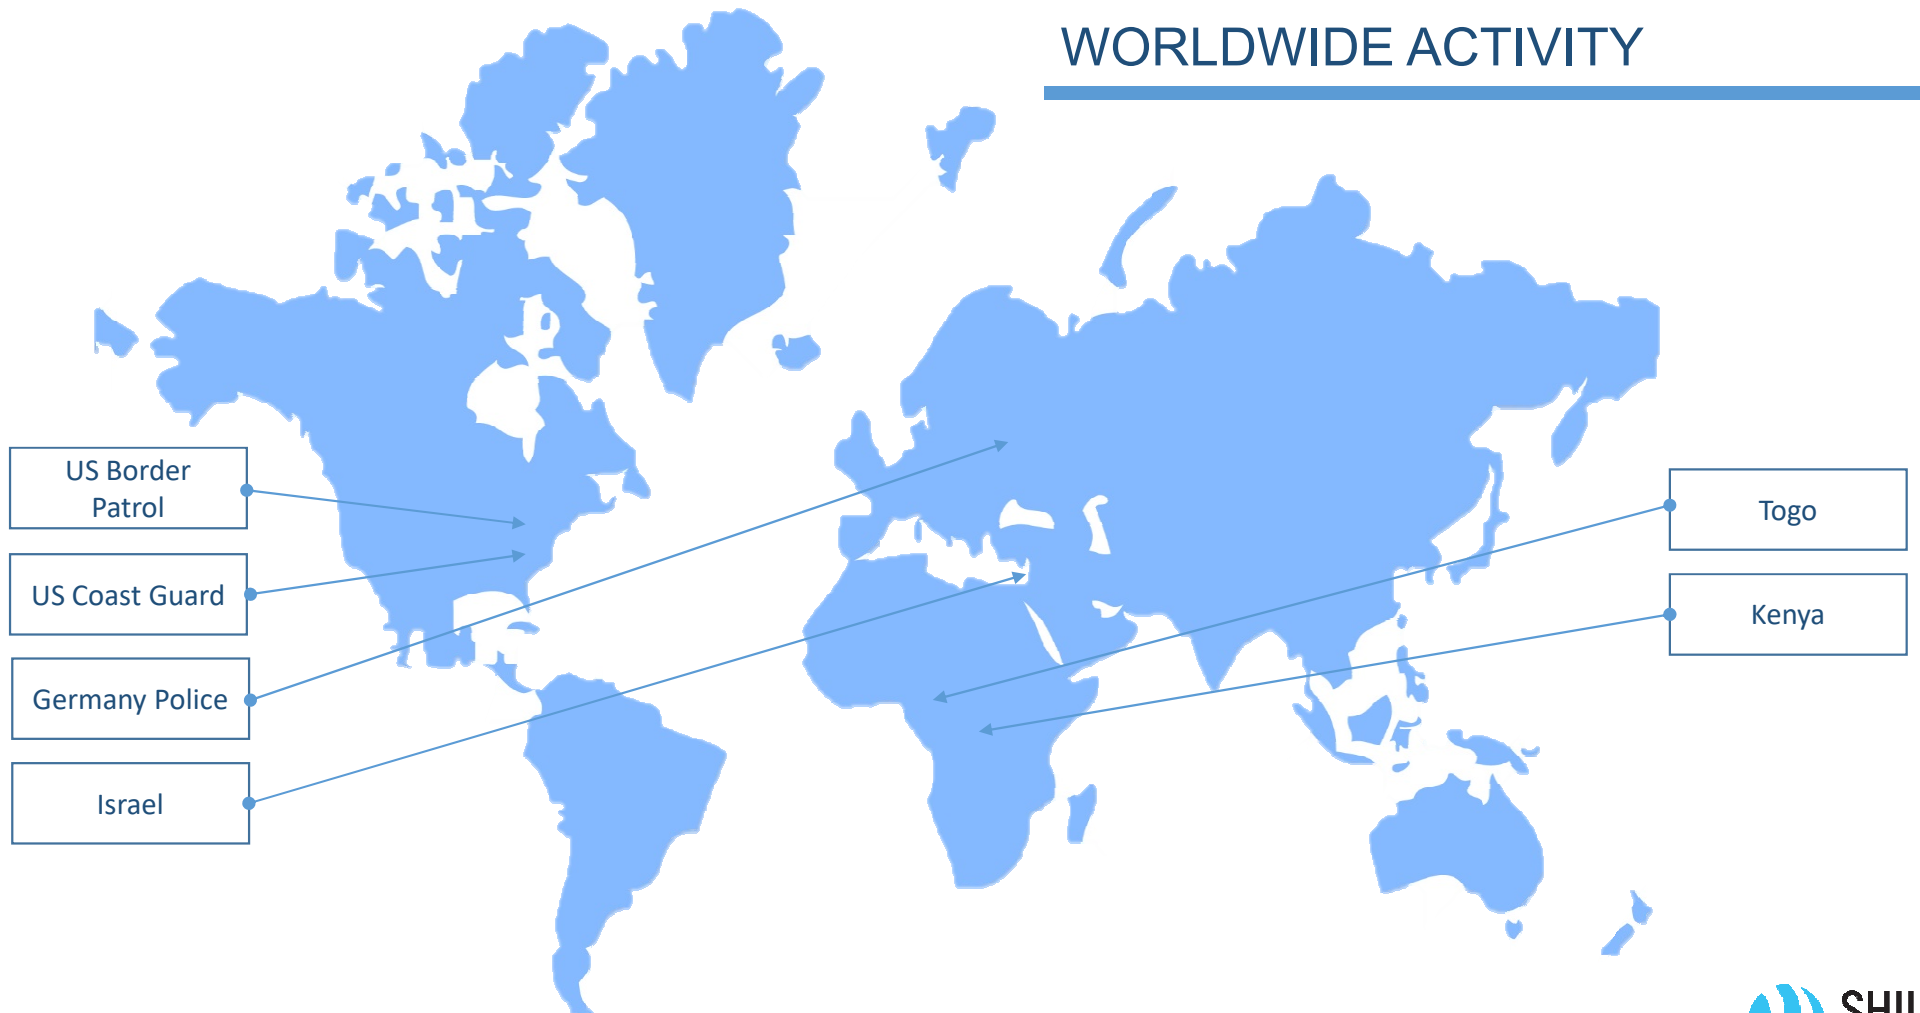 WORLDWIDE ACTIVITY
US Border
Patrol
US Coast Guard
Germany Police
Israel
Togo
Kenya